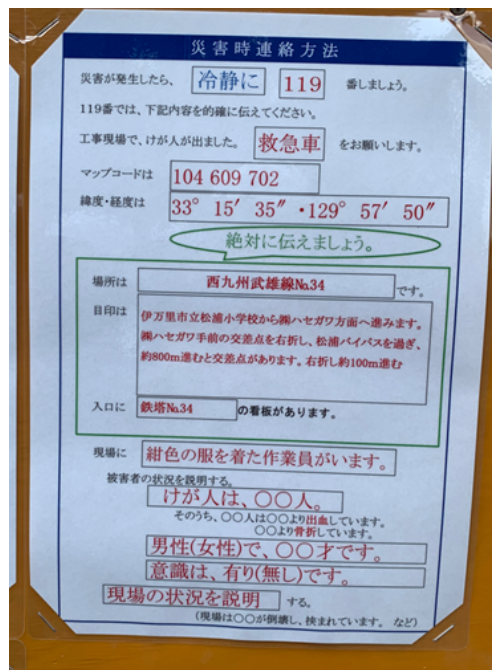 災害時連絡方法
災害が発生したら、 冷静に 119 番しましょう。
119番では、下記内容を的確に伝えてください。
工事現場で、けが人が出ました。 救急車 をお願いします。
マップコードは 104 609 702
緯度・経度は 33° 15′ 35″ ・129° 57′ 50″
絶対に伝えましょう。
場所は 西九州武雄線№34 です。
目印は 伊万里市立松浦小学校から㈱ハセガワ方面へ進みます。
㈱ハセガワ手前の交差点を右折し、松浦バイパスを過ぎ、
約800m進むと交差点があります。右折し約100m進む
入口に 鉄塔№34 の看板があります。
現場に 紺色の服を着た作業員がいます。
被害者の状況を説明する。
けが人は、〇〇人。
そのうち、〇〇人は〇〇より出血しています。
〇〇より骨折しています。
男性(女性)で、〇〇才です。
意識は、有り(無し)です。
現場の状況を説明 する。
(現場は〇〇が倒壊し、挟まれています。 など)